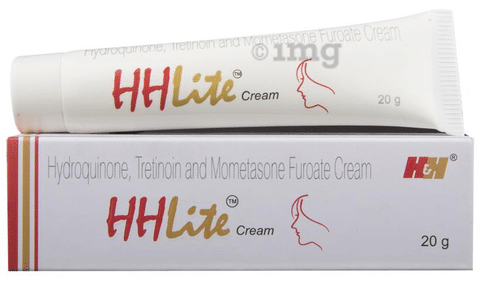 Hydroquinone, Tretinoin and Mometasone Furoate Cream
1mg
HHLite™ Cream
20 g
Hydroquinone, Tretinoin and Mometasone Furoate Cream
H&H®
HHLite™ Cream
20 g